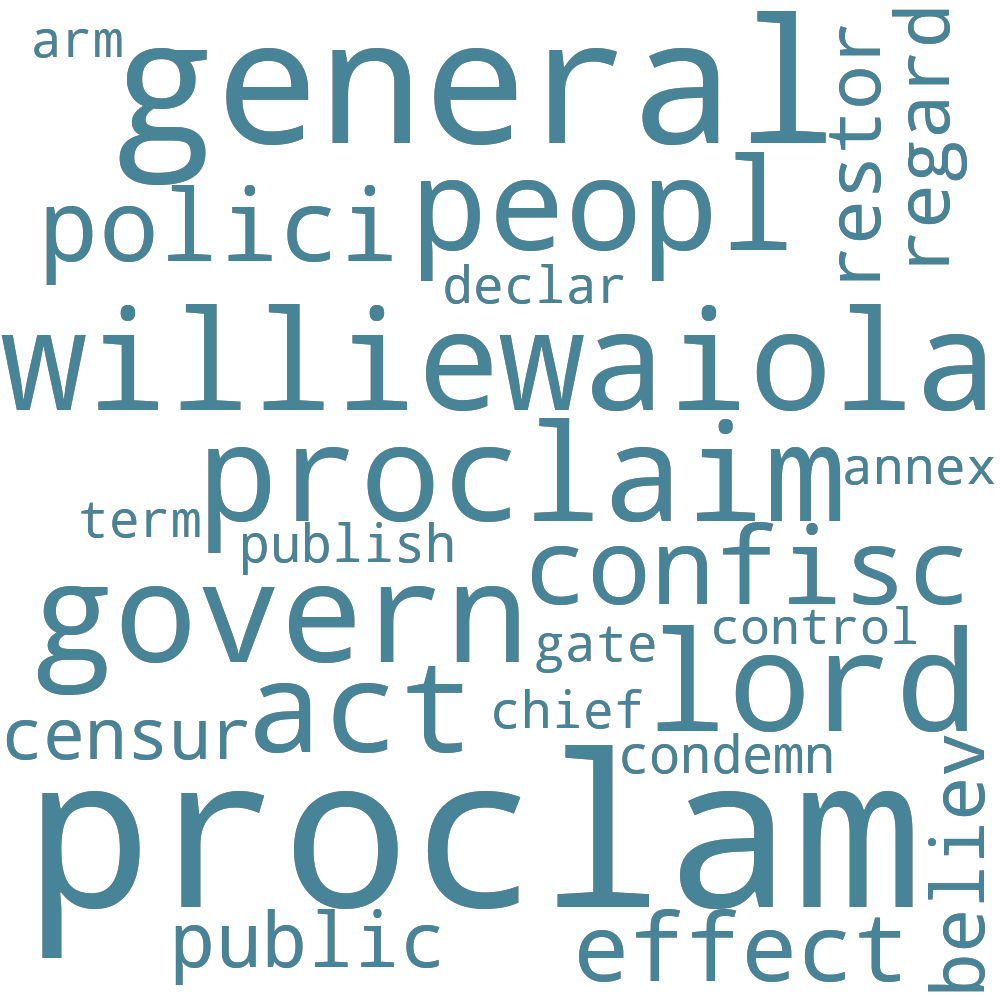 arm
general
restor
regard
polici
peopl
declar
williewaiola
proclaim
annex
term
publish
confisc
govern
gate
control
lord
act
chief
censur
condemn
proclam
believ
public
effect